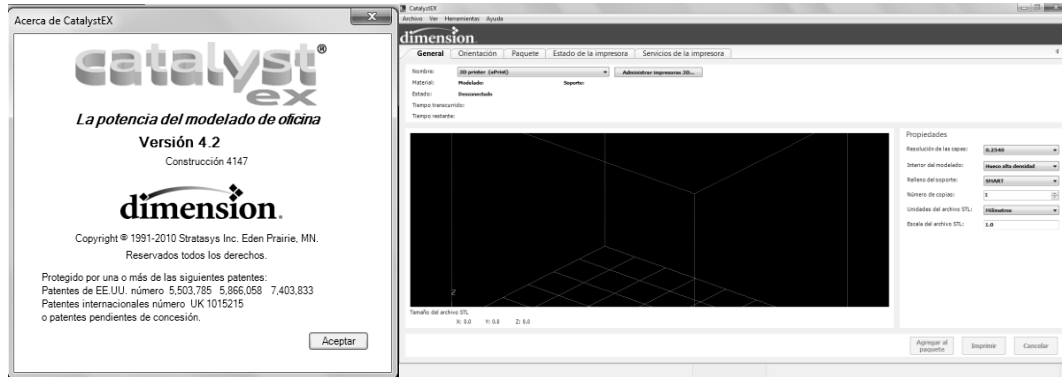 Acerca de CatalystEX
catalyst®
ex
La potencia del modelado de oficina
Versión 4.2
Construcción 4147
dimension.
Copyright © 1991-2010 Stratasys Inc. Eden Prairie, MN.
Reservados todos los derechos.
Protegido por una o más de las siguientes patentes:
Patentes de EE.UU. número 5,503,785 5,866,058 7,403,833
Patentes internacionales número UK 1015215
o patentes pendientes de concesión.
Aceptar
CatalystEX
Archivo Ver Herramientas Ayuda
dimension.
General Orientación Paquete Estado de la impresora Servicios de la impresora
Nombre: 3D printer (uPrint) Administrar impresoras 3D...
Material: Modelado: Soporte:
Estado: Desconectado
Tiempo transcurrido:
Tiempo restante:
Z
Tamaño del archivo STL
X: 0.0 Y: 0.0 Z: 0.0
Propiedades
Resolución de las capas: 0.2540
Interior del modelado: Hueco alta densidad
Relleno del soporte: SMART
Número de copias: 1
Unidades del archivo STL: Milímetros
Escala del archivo STL: 1.0
Agregar al paquete Imprimir Cancelar